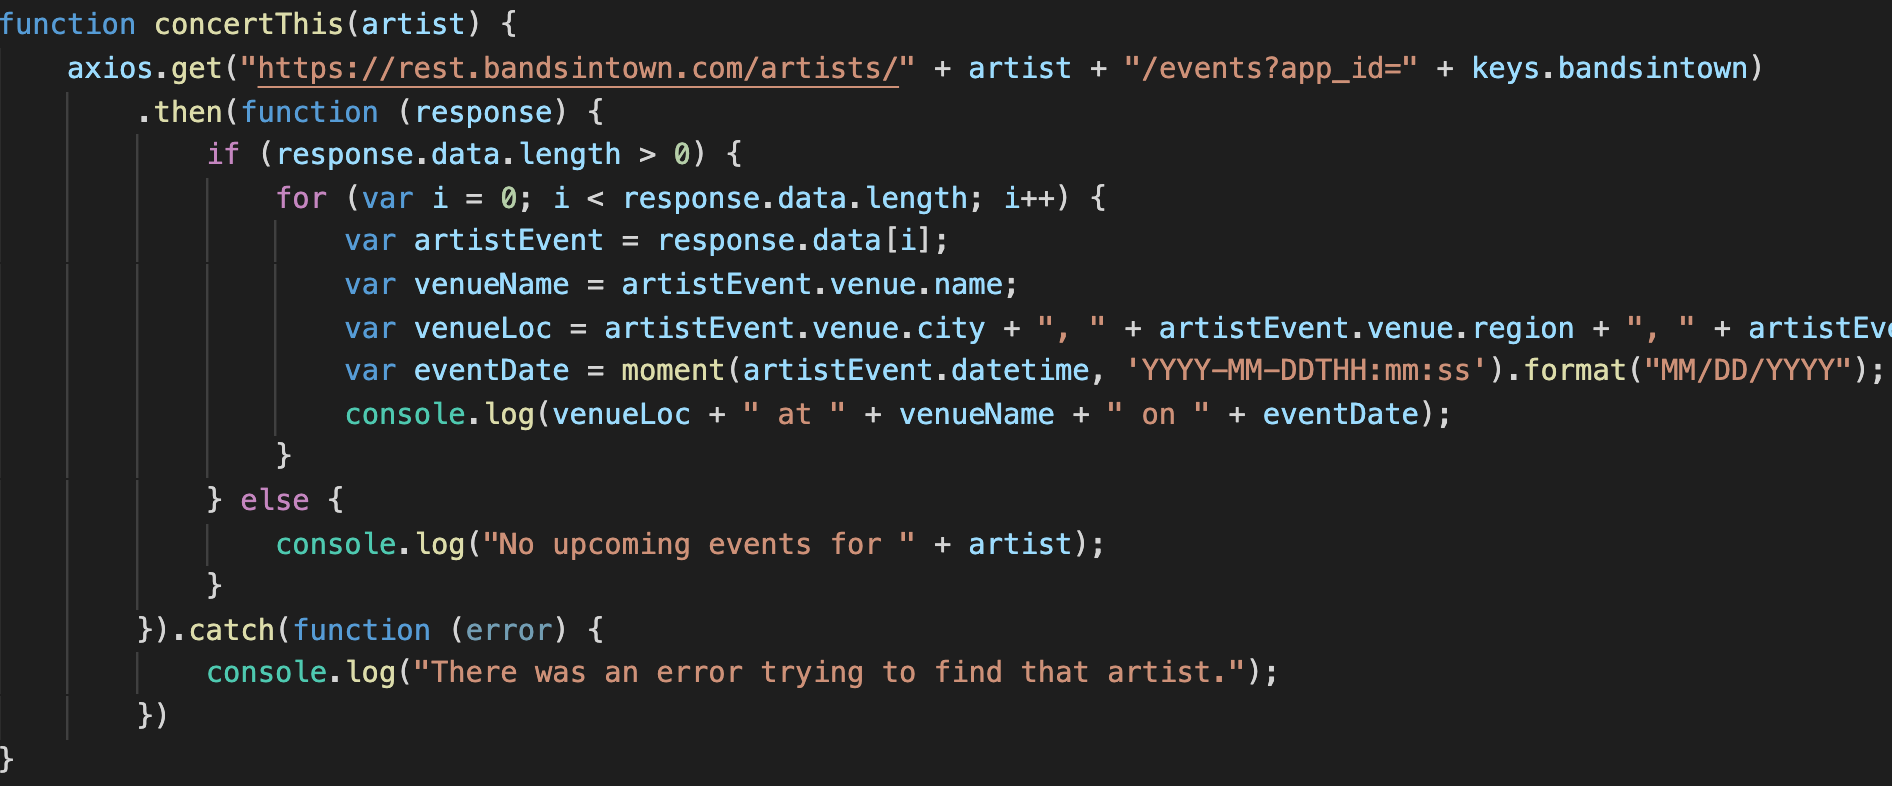 function concertThis(artist) {
axios.get("https://rest.bandsintown.com/artists/" + artist + "/events?app_id=" + keys.bandsintown)
.then(function (response) {
if (response.data.length > 0) {
for (var i = 0; i < response.data.length; i++) {
var artistEvent = response.data[i];
var venueName = artistEvent.venue.name;
var venueLoc = artistEvent.venue.city + ", " + artistEvent.venue.region + ", " +
var eventDate = moment(artistEvent.datetime, 'YYYY-MM-DDTHH:mm:ss').format("MM/DD/YYYY");
console.log(venueLoc + " at " + venueName + " on " + eventDate);
}
} else {
console.log("No upcoming events for " + artist);
}
}).catch(function (error) {
console.log("There was an error trying to find that artist.");
})
}